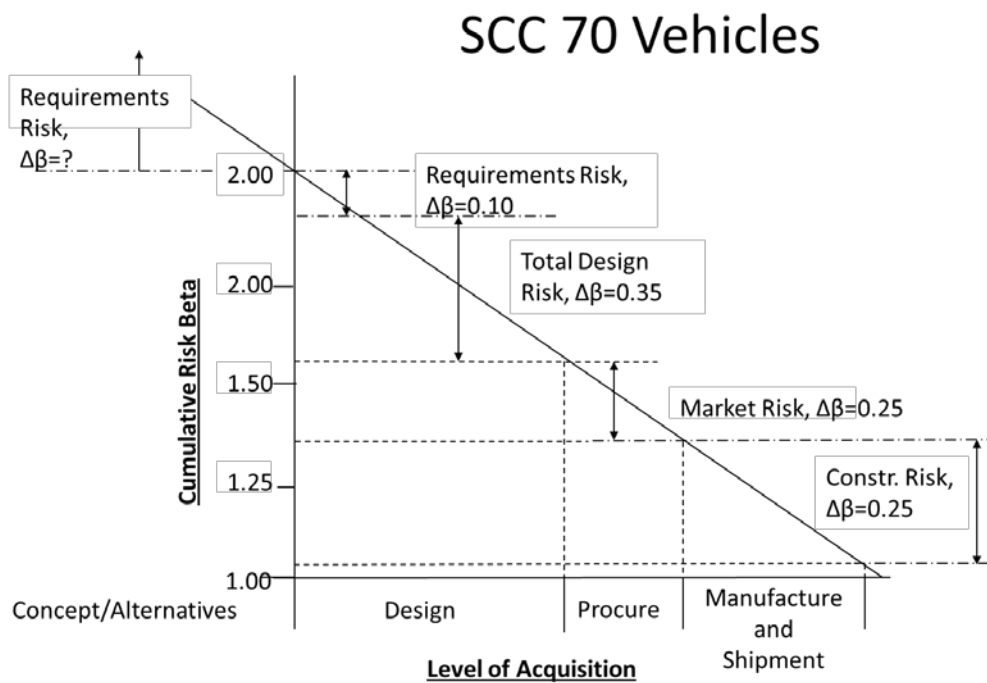 SCC 70 Vehicles
Requirements
Risk,
Δβ=?
2.00
Requirements Risk,
Δβ=0.10
Total Design
Risk, Δβ=0.35
2.00
Cumulative Risk Beta
1.50
Market Risk, Δβ=0.25
1.25
Constr. Risk,
Δβ=0.25
1.00
Concept/Alternatives
Design
Procure
Manufacture
and
Shipment
Level of Acquisition